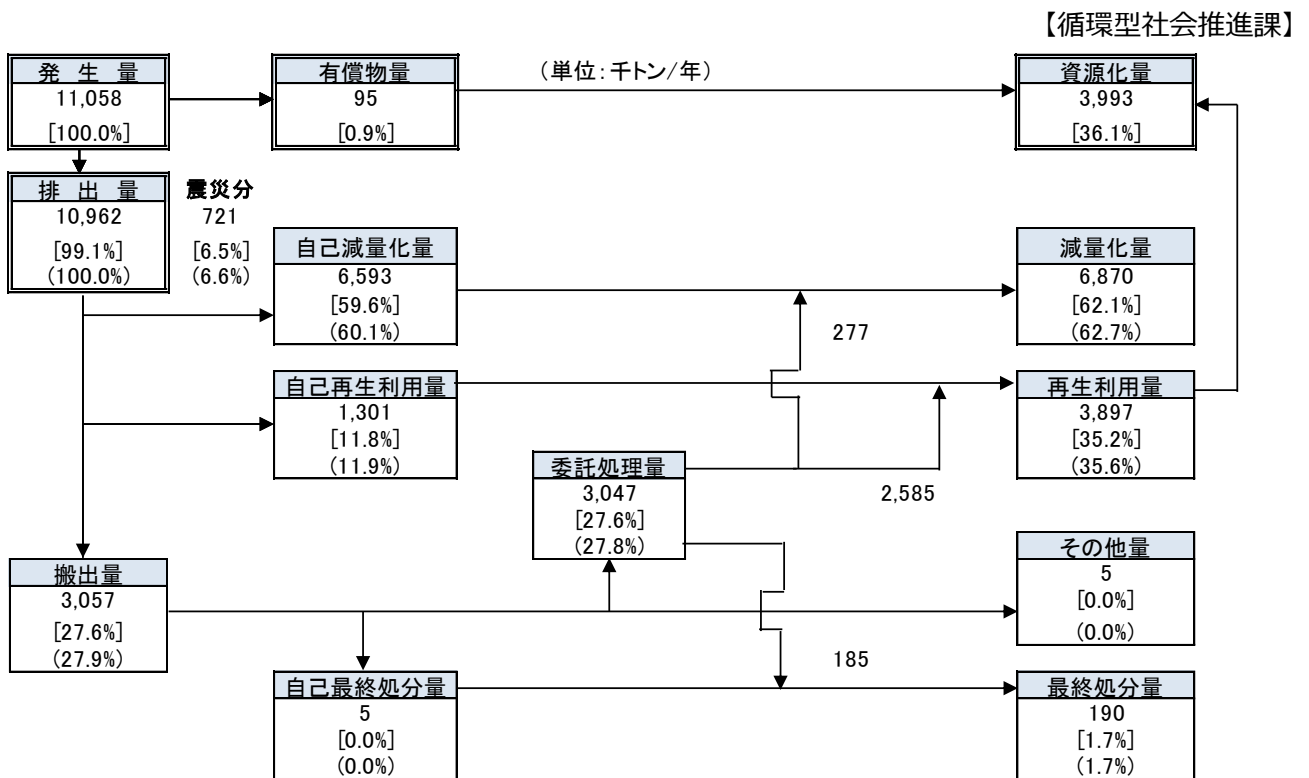 【循環型社会推進課】
発 生 量
11,058
[100.0%]
有償物量
95
[0.9%]
(単位:千トン/年)
資源化量
3,993
[36.1%]
排 出 量
10,962
[99.1%]
(100.0%)
震災分
721
[6.5%]
(6.6%)
自己減量化量
6,593
[59.6%]
(60.1%)
減量化量
6,870
[62.1%]
(62.7%)
277
自己再生利用量
1,301
[11.8%]
(11.9%)
再生利用量
3,897
[35.2%]
(35.6%)
委託処理量
3,047
[27.6%]
(27.8%)
2,585
搬出量
3,057
[27.6%]
(27.9%)
その他量
5
[0.0%]
(0.0%)
185
自己最終処分量
5
[0.0%]
(0.0%)
最終処分量
190
[1.7%]
(1.7%)